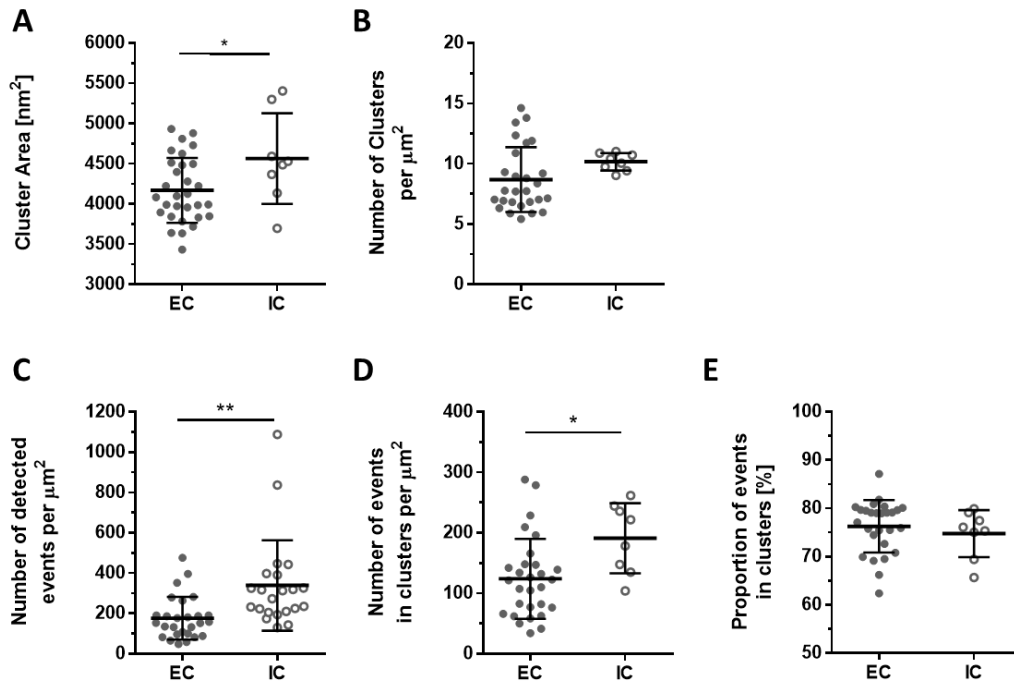 A
Cluster Area [nm²]
6000
5500
5000
4500
4000
3500
3000
*
EC
IC
B
Number of Clusters
per μm²
20
15
10
5
0
EC
IC
C
Number of detected
events per μm²
1200
1000
800
600
400
200
0
**
EC
IC
D
Number of events
in clusters per μm²
400
300
200
100
0
*
EC
IC
E
Proportion of events
in clusters [%]
100
90
80
70
60
50
EC
IC